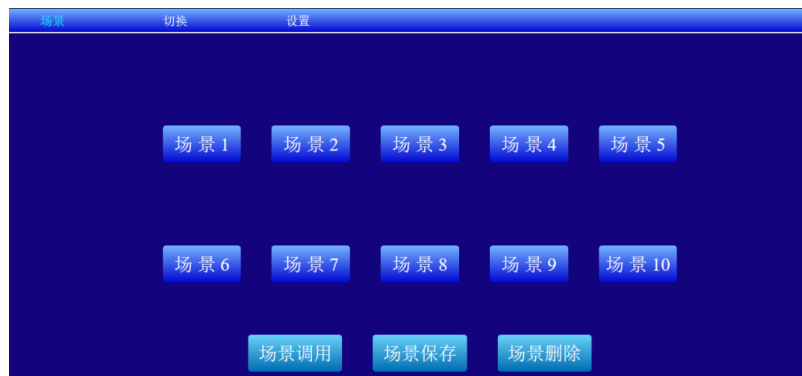 场景 切换 设置
场 景 1 场 景 2 场 景 3 场 景 4 场 景 5
场 景 6 场 景 7 场 景 8 场 景 9 场 景 10
场景调用 场景保存 场景删除